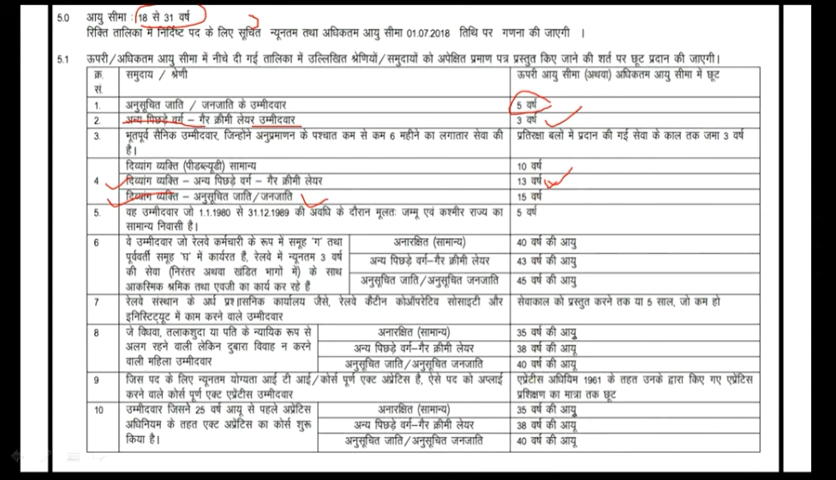 5.0 आयु सीमा : 18 से 31 वर्ष
रिक्ति तालिका में निर्दिष्ट पद के लिए सूचित न्यूनतम तथा अधिकतम आयु सीमा 01.07.2018 तिथि पर गणना की जाएगी ।
5.1 ऊपरी/अधिकतम आयु सीमा में नीचे दी गई तालिका में उल्लिखित श्रेणियों/समुदायों को अपेक्षित प्रमाण पत्र प्रस्तुत किए जाने की शर्त पर छूट प्रदान की जाएगी।
क्र. समुदाय / श्रेणी ऊपरी आयु सीमा (अथवा) अधिकतम आयु सीमा में छूट
सं.
1. अनुसूचित जाति / जनजाति के उम्मीदवार 5 वर्ष
2. अन्य पिछड़े वर्ग – गैर क्रीमी लेयर उम्मीदवार 3 वर्ष
3. भूतपूर्व सैनिक उम्मीदवार, जिन्होंने अनुप्रमाणन के पश्चात कम से कम 6 महीने का लगातार सेवा की प्रतिरक्षा बलों में प्रदान की गई सेवा के काल तक जमा 3 वर्ष
है।
दिव्यांग व्यक्ति (पीडब्ल्यूडी) सामान्य 10 वर्ष
4 दिव्यांग व्यक्ति – अन्य पिछड़े वर्ग – गैर क्रीमी लेयर 13 वर्ष
दिव्यांग व्यक्ति – अनुसूचित जाति/जनजाति 15 वर्ष
5. वह उम्मीदवार जो 1.1.1980 से 31.12.1989 की अवधि के दौरान मूलतः जम्मू एवं कश्मीर राज्य का 5 वर्ष
सामान्य निवासी है।
6 वे उम्मीदवार जो रेलवे कर्मचारी के रूप में समूह 'ग' तथा अनारक्षित (सामान्य) 40 वर्ष की आयु
पूर्ववर्ती समूह 'घ' में कार्यरत हैं, रेलवे में न्यूनतम 3 वर्ष अन्य पिछड़े वर्ग–गैर क्रीमी लेयर 43 वर्ष की आयु
की सेवा (निरंतर अथवा खंडित भागों में) के साथ अनुसूचित जाति/अनुसूचित जनजाति 45 वर्ष की आयु
आकस्मिक श्रमिक तथा एवजी का कार्य कर रहे है
7 रेलवे संस्थान के अर्ध प्रशासनिक कार्यालय जैसे, रेलवे कैंटीन कोऑपरेटिव सोसाइटी और सेवाकाल को प्रस्तुत करने तक या 5 साल, जो कम हो
इनिस्टिट्यूट में काम करने वाले उम्मीदवार
8 जे विधवा, तलाकशुदा या पति के न्यायिक रूप से अनारक्षित (सामान्य) 35 वर्ष की आयु
अलग रहने वाली लेकिन दुबारा विवाह न करने अन्य पिछड़े वर्ग–गैर क्रीमी लेयर 38 वर्ष की आयु
वाली महिला उम्मीदवार अनुसूचित जाति/अनुसूचित जनजाति 40 वर्ष की आयु
9 जिस पद के लिए न्यूनतम योग्यता आई टी आई/कोर्स पूर्ण एक्ट अप्रेंटिस है, ऐसे पद को अप्लाई एप्रेंटीस अधियिम 1961 के तहत उनके द्वारा किए गए एप्रेंटिस
करने वाले कोर्स पूर्ण एक्ट एप्रेंटीस उम्मीदवार प्रशिक्षण का मात्रा तक छूट
10 उम्मीदवार जिसने 25 वर्ष आयु से पहले अप्रेंटिस अनारक्षित (सामान्य) 35 वर्ष की आयु
अधिनियम के तहत एक्ट अप्रेंटिस का कोर्स शुरू अन्य पिछड़े वर्ग–गैर क्रीमी लेयर 38 वर्ष की आयु
किया है। अनुसूचित जाति/अनुसूचित जनजाति 40 वर्ष की आयु